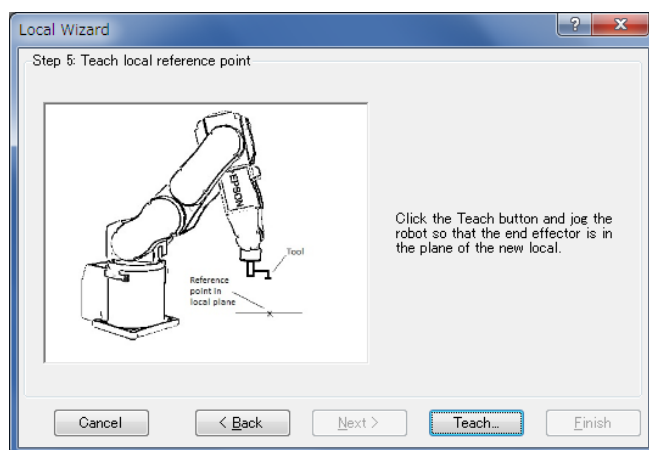 Local Wizard
Step 5: Teach local reference point
EPSON
Tool
Reference
point in
local plane
Click the Teach button and jog the
robot so that the end effector is in
the plane of the new local.
Cancel
< Back
Next >
Teach...
Finish